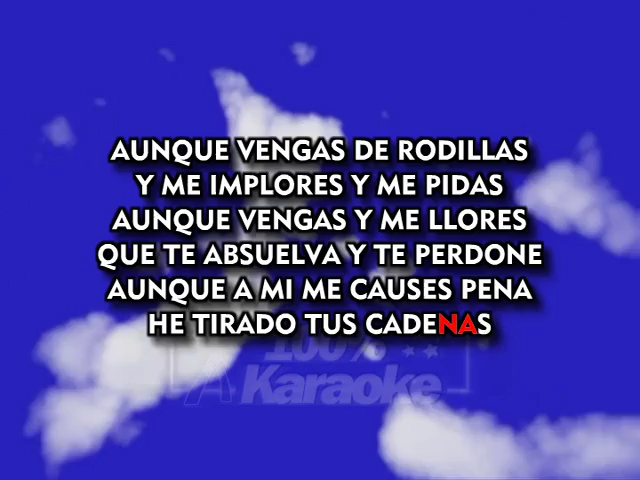 AUNQUE VENGAS DE RODILLAS
Y ME IMPLORES Y ME PIDAS
AUNQUE VENGAS Y ME LLORES
QUE TE ABSUELVA Y TE PERDONE
AUNQUE A MI ME CAUSES PENA
HE TIRADO TUS CADENAS
100%
Karaoke